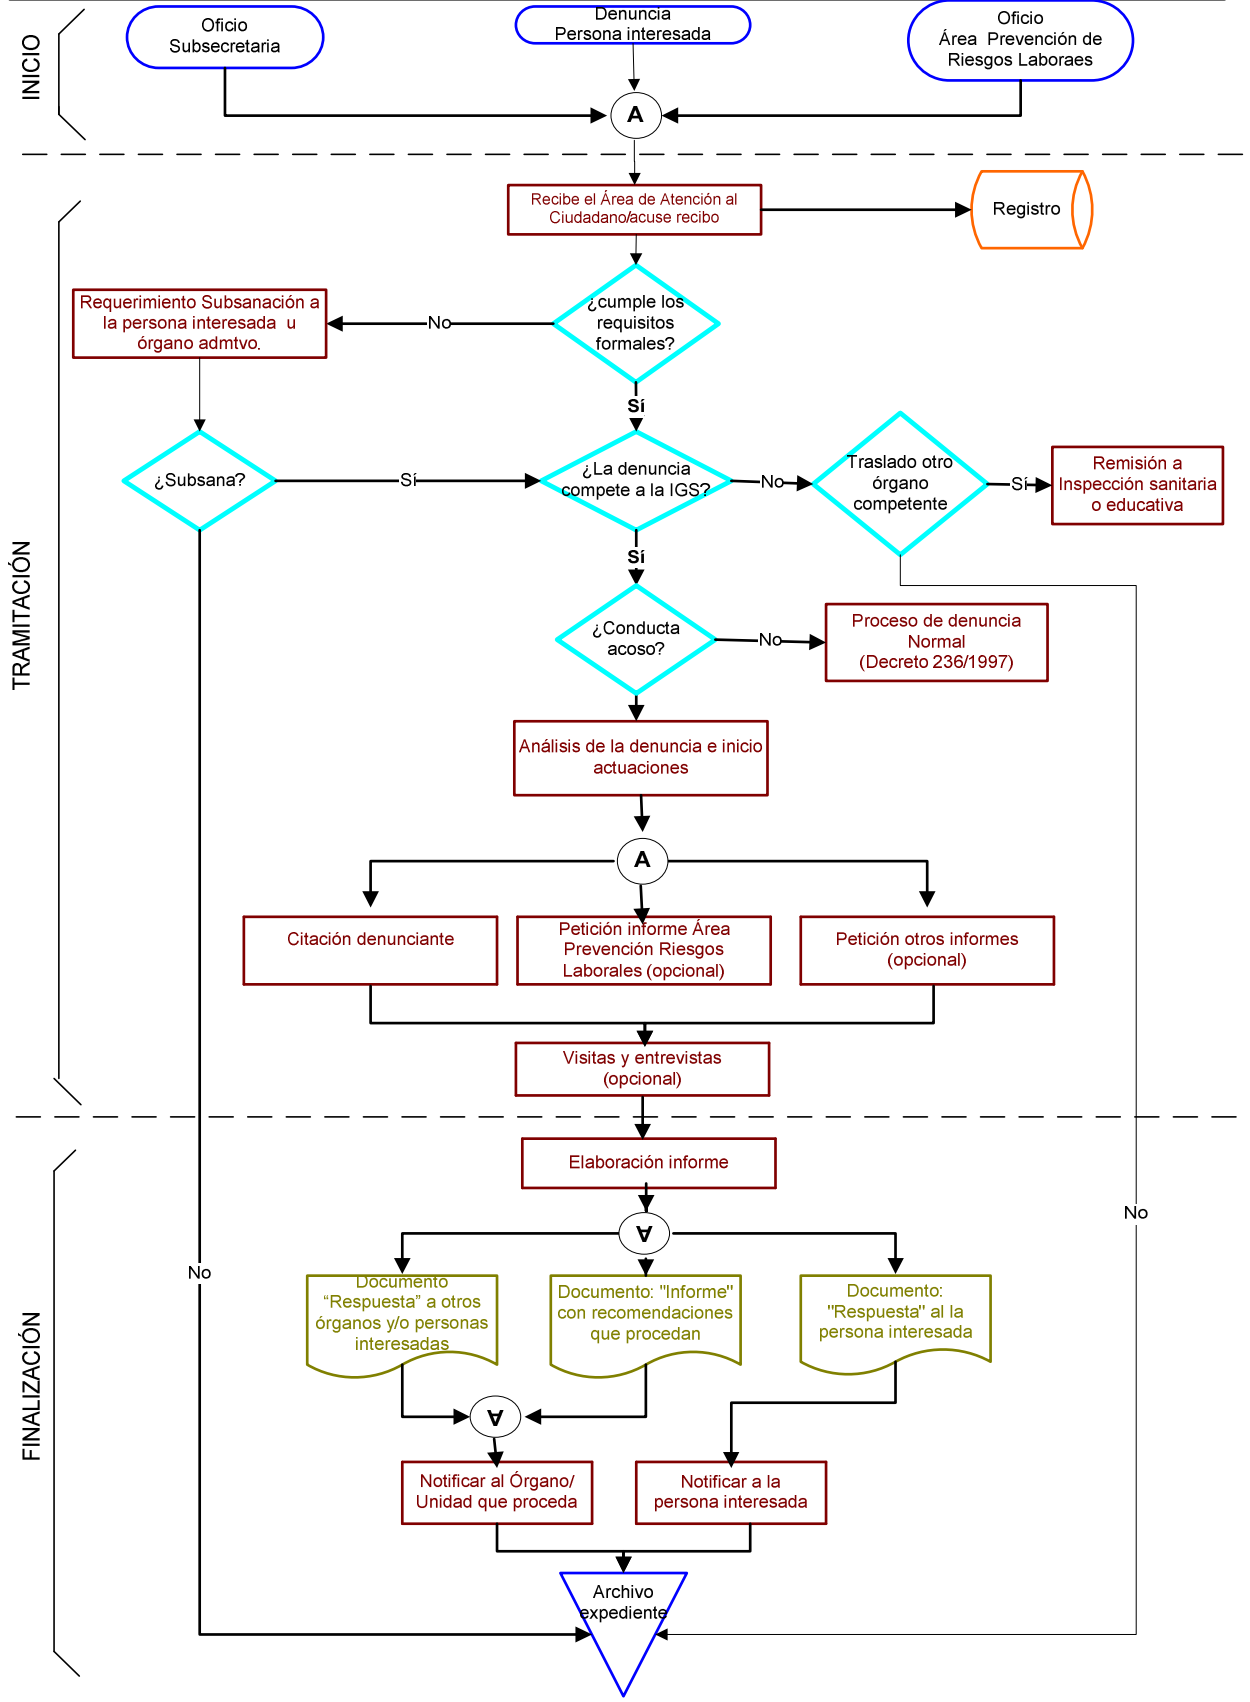 INICIO
Oficio
Subsecretaria
Denuncia
Persona interesada
Oficio
Área Prevención de
Riesgos Laboraes
A
TRAMITACIÓN
Recibe el Área de Atención al
Ciudadano/acuse recibo
Registro
¿cumple los
requisitos
formales?
No
Requerimiento Subsanación a
la persona interesada u
órgano admtvo.
Sí
¿Subsana?
Sí
¿La denuncia
compete a la IGS?
No
Traslado otro
órgano
competente
Sí
Remisión a
Inspección sanitaria
o educativa
Sí
¿Conducta
acoso?
No
Proceso de denuncia
Normal
(Decreto 236/1997)
Análisis de la denuncia e inicio
actuaciones
A
Citación denunciante
Petición informe Área
Prevención Riesgos
Laborales (opcional)
Petición otros informes
(opcional)
Visitas y entrevistas
(opcional)
FINALIZACIÓN
Elaboración informe
No
A
No
Documento
“Respuesta” a otros
órganos y/o personas
interesadas
Documento: "Informe"
con recomendaciones
que procedan
Documento:
"Respuesta" al la
persona interesada
A
Notificar al Órgano/
Unidad que proceda
Notificar a la
persona interesada
Archivo
expediente